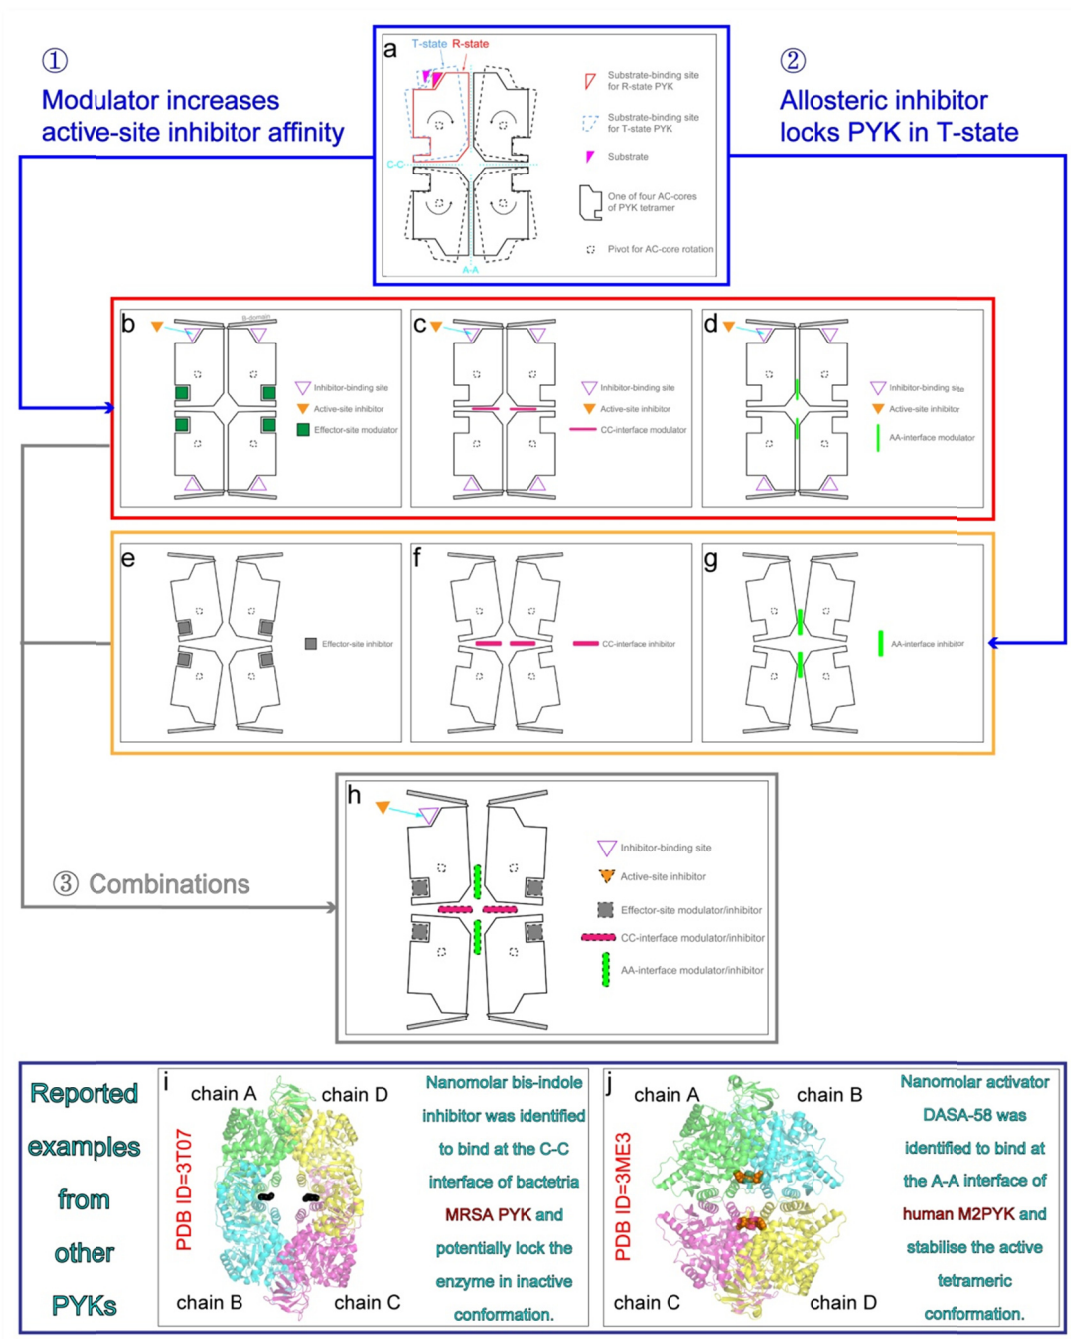 ①
Modulator increases
active-site inhibitor affinity
②
Allosteric inhibitor
locks PYK in T-state
a
T-state R-state
C-C
A-A
Substrate-binding site
for R-state PYK
Substrate-binding site
for T-state PYK
Substrate
One of four AC-cores
of PYK tetramer
Pivot for AC-core rotation
b
B-domain
Inhibitor-binding site
Active-site inhibitor
Effector-site modulator
c
Inhibitor-binding site
Active-site inhibitor
CC-interface modulator
d
Inhibitor-binding site
Active-site inhibitor
AA-interface modulator
e
Effector-site inhibitor
f
CC-interface inhibitor
g
AA-interface inhibitor
③ Combinations
h
Inhibitor-binding site
Active-site inhibitor
Effector-site modulator/inhibitor
CC-interface modulator/inhibitor
AA-interface modulator/inhibitor
Reported
examples
from
other
PYKs
i
PDB ID=3T07
chain A
chain D
chain B
chain C
Nanomolar bis-indole
inhibitor was identified
to bind at the C-C
interface of bactetria
MRSA PYK and
potentially lock the
enzyme in inactive
conformation.
j
PDB ID=3ME3
chain A
chain B
chain C
chain D
Nanomolar activator
DASA-58 was
identified to bind at
the A-A interface of
human M2PYK and
stabilise the active
tetrameric
conformation.